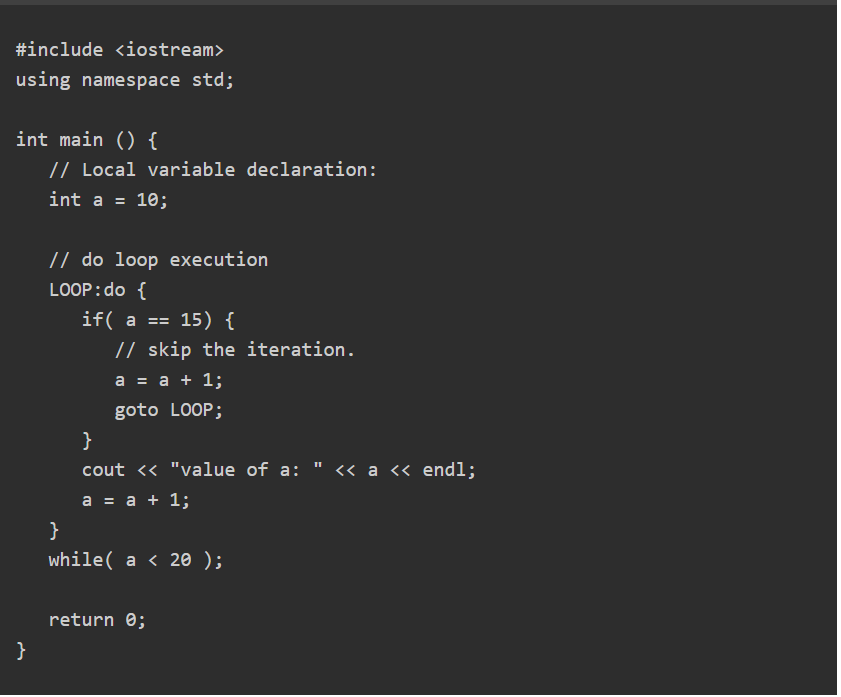 #include <iostream>
using namespace std;
int main () {
// Local variable declaration:
int a = 10;
// do loop execution
LOOP:do {
if( a == 15) {
// skip the iteration.
a = a + 1;
goto LOOP;
}
cout << "value of a: " << a << endl;
a = a + 1;
}
while( a < 20 );
return 0;
}